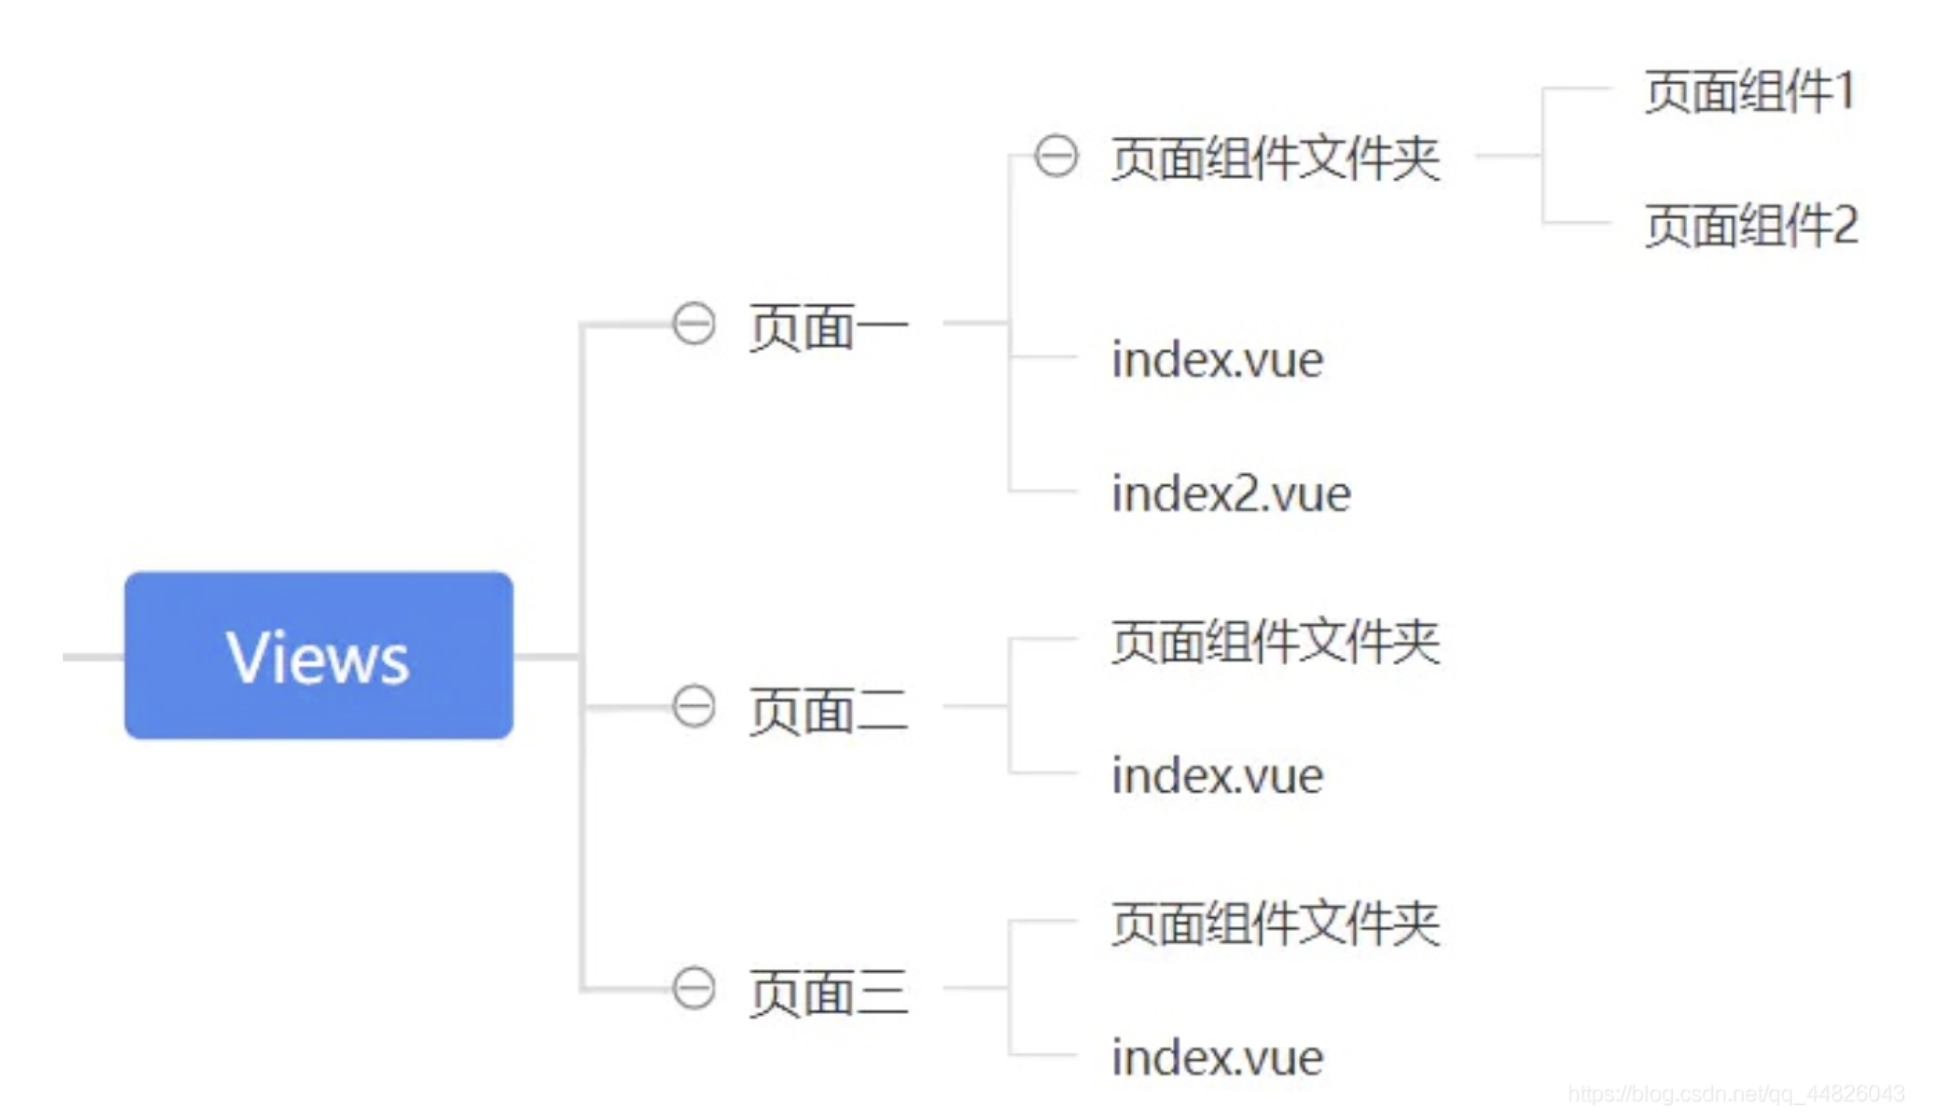 Views
页面一
页面组件文件夹
页面组件1
页面组件2
index.vue
index2.vue
页面二
页面组件文件夹
index.vue
页面三
页面组件文件夹
index.vue
https://blog.csdn.net/qq_44826043